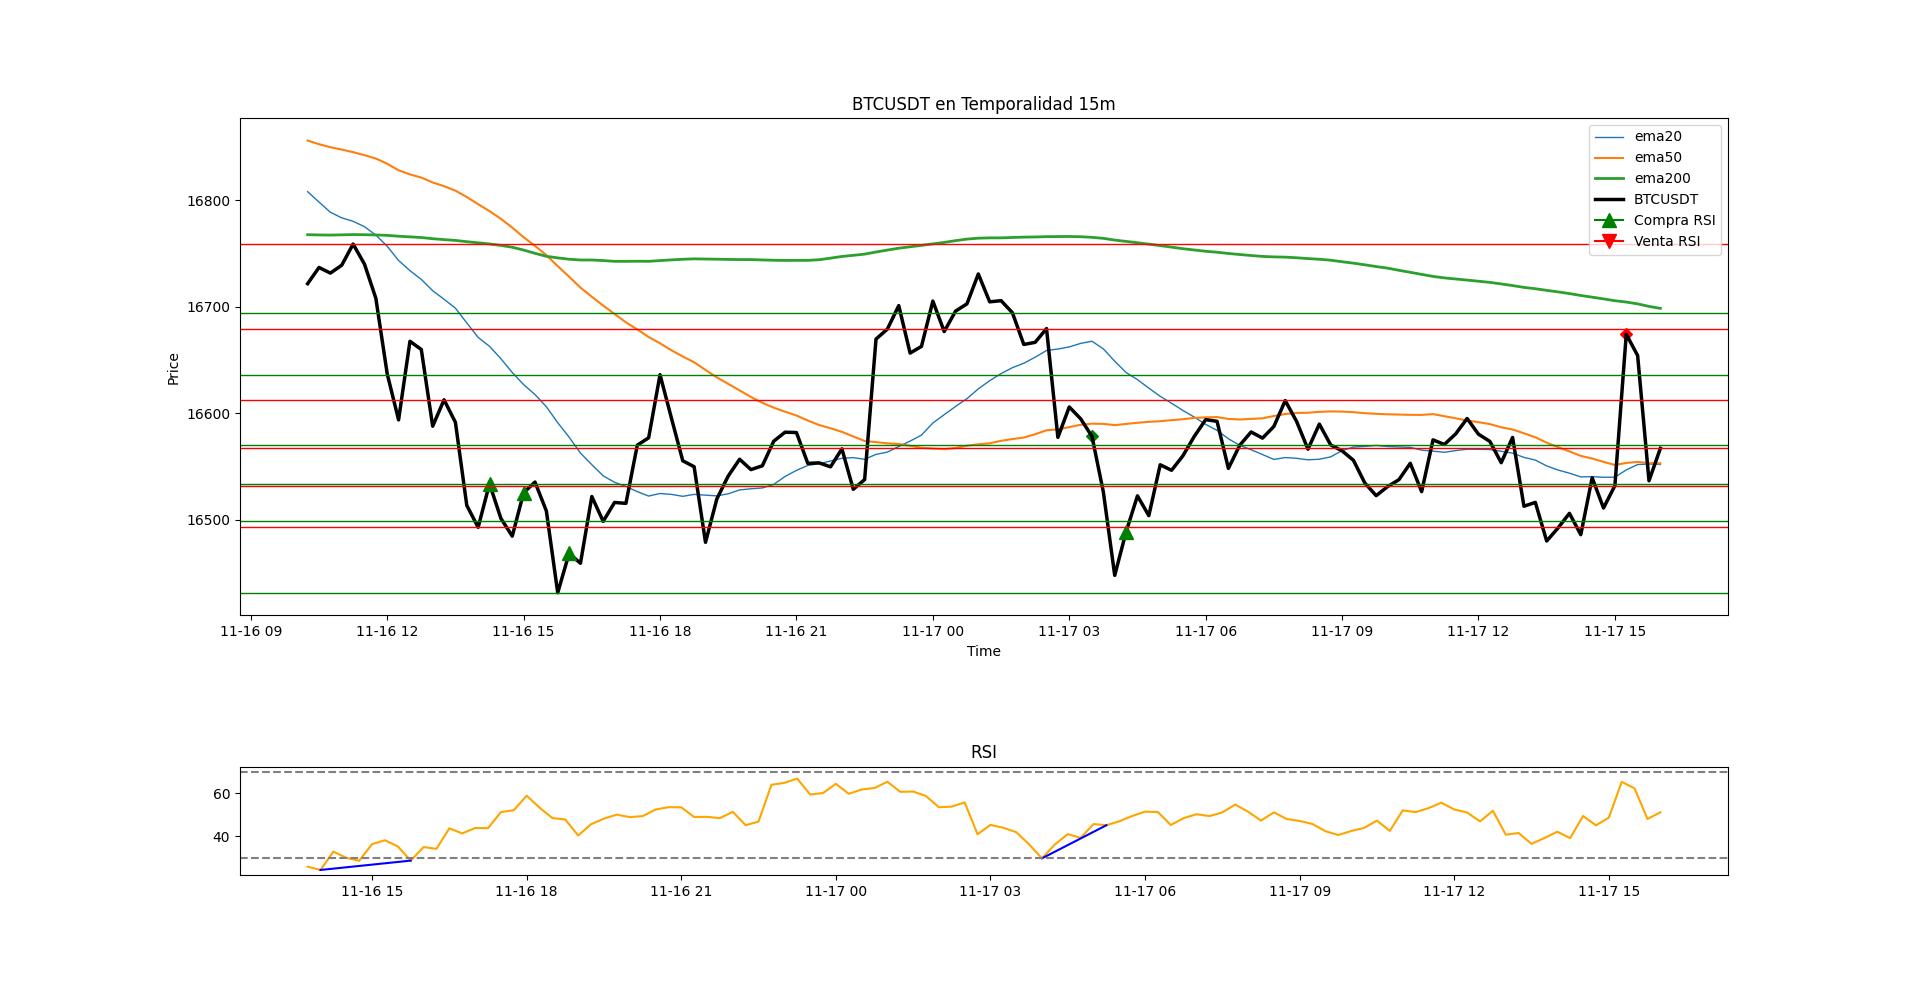 BTCUSDT en Temporalidad 15m
ema20
ema50
ema200
BTCUSDT
Compra RSI
Venta RSI
Price
16800
16700
16600
16500
11-16 09 11-16 12 11-16 15 11-16 18 11-16 21 11-17 00 11-17 03 11-17 06 11-17 09 11-17 12 11-17 15
Time
RSI
60
40
11-16 15 11-16 18 11-16 21 11-17 00 11-17 03 11-17 06 11-17 09 11-17 12 11-17 15